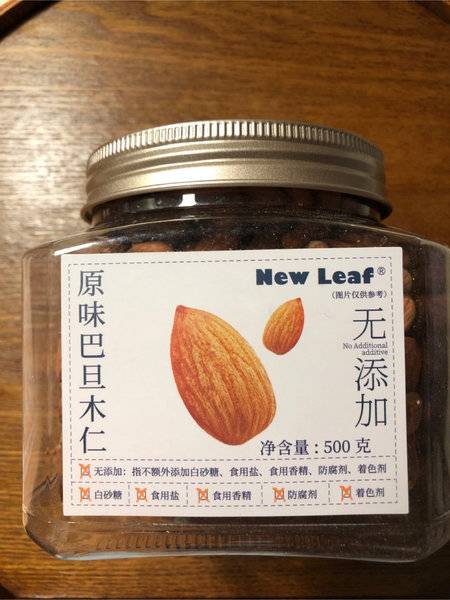 New Leaf®
(图片仅供参考)
原味巴旦木仁
无添加
No Additional
additive
净含量:500克
无添加:指不额外添加白砂糖、食用盐、食用香精、防腐剂、着色剂
白砂糖 食用盐 食用香精 防腐剂 着色剂